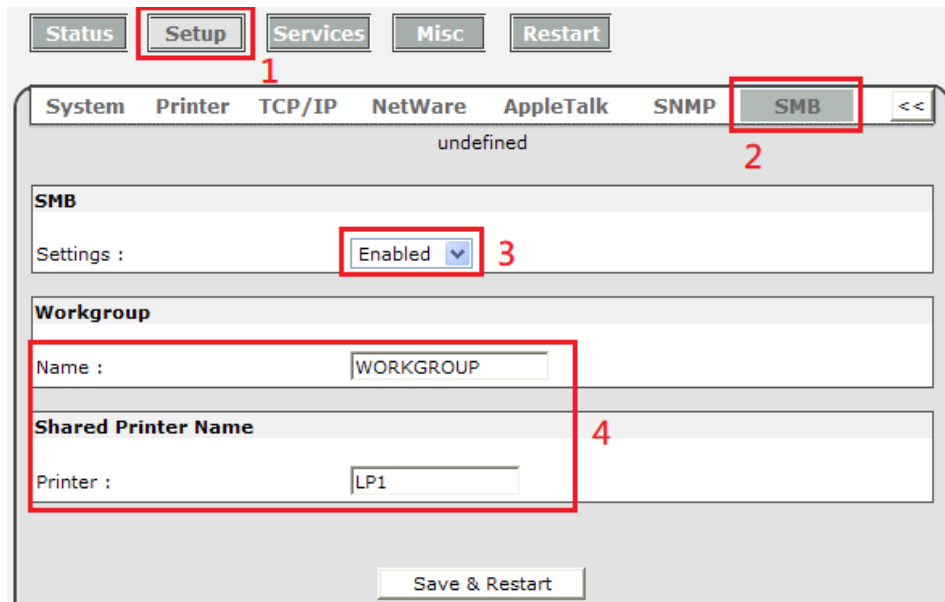 Status Setup Services Misc Restart
1
System Printer TCP/IP NetWare AppleTalk SNMP SMB <<
undefined
2
SMB
Settings : Enabled 3
Workgroup
Name : WORKGROUP
Shared Printer Name
4
Printer : LP1
Save & Restart